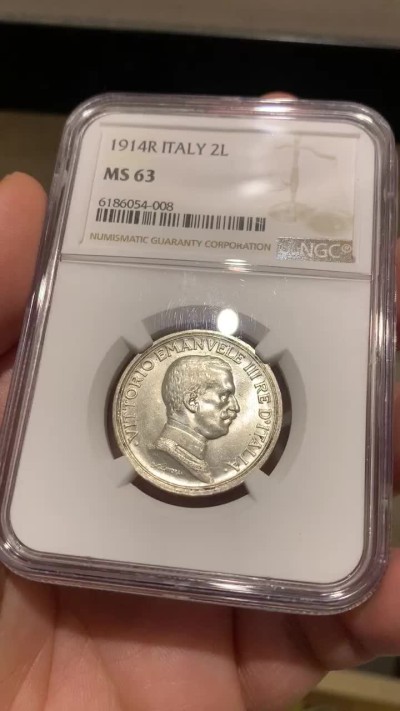 1914R ITALY 2L
MS 63
6186054-008
NUMISMATIC GUARANTY CORPORATION
NGC
VITTORIO EMANVELE III RE D'ITALIA